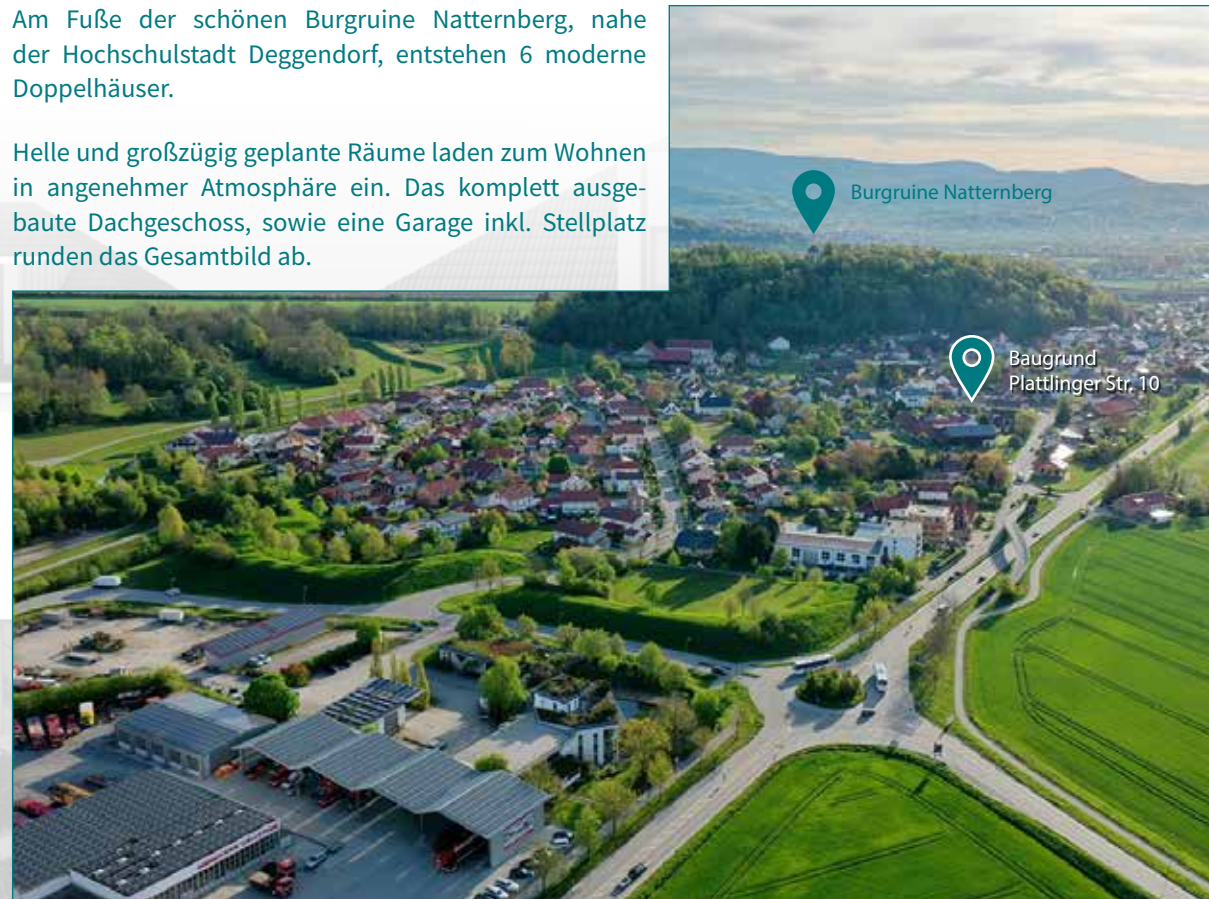 Am Fuße der schönen Burgruine Natternberg, nahe
der Hochschulstadt Deggendorf, entstehen 6 moderne
Doppelhäuser.
Helle und großzügig geplante Räume laden zum Wohnen
in angenehmer Atmosphäre ein. Das komplett ausge-
baute Dachgeschoss, sowie eine Garage inkl. Stellplatz
runden das Gesamtbild ab.
Burgruine Natternberg
Baugrund
Plattlinger Str. 10